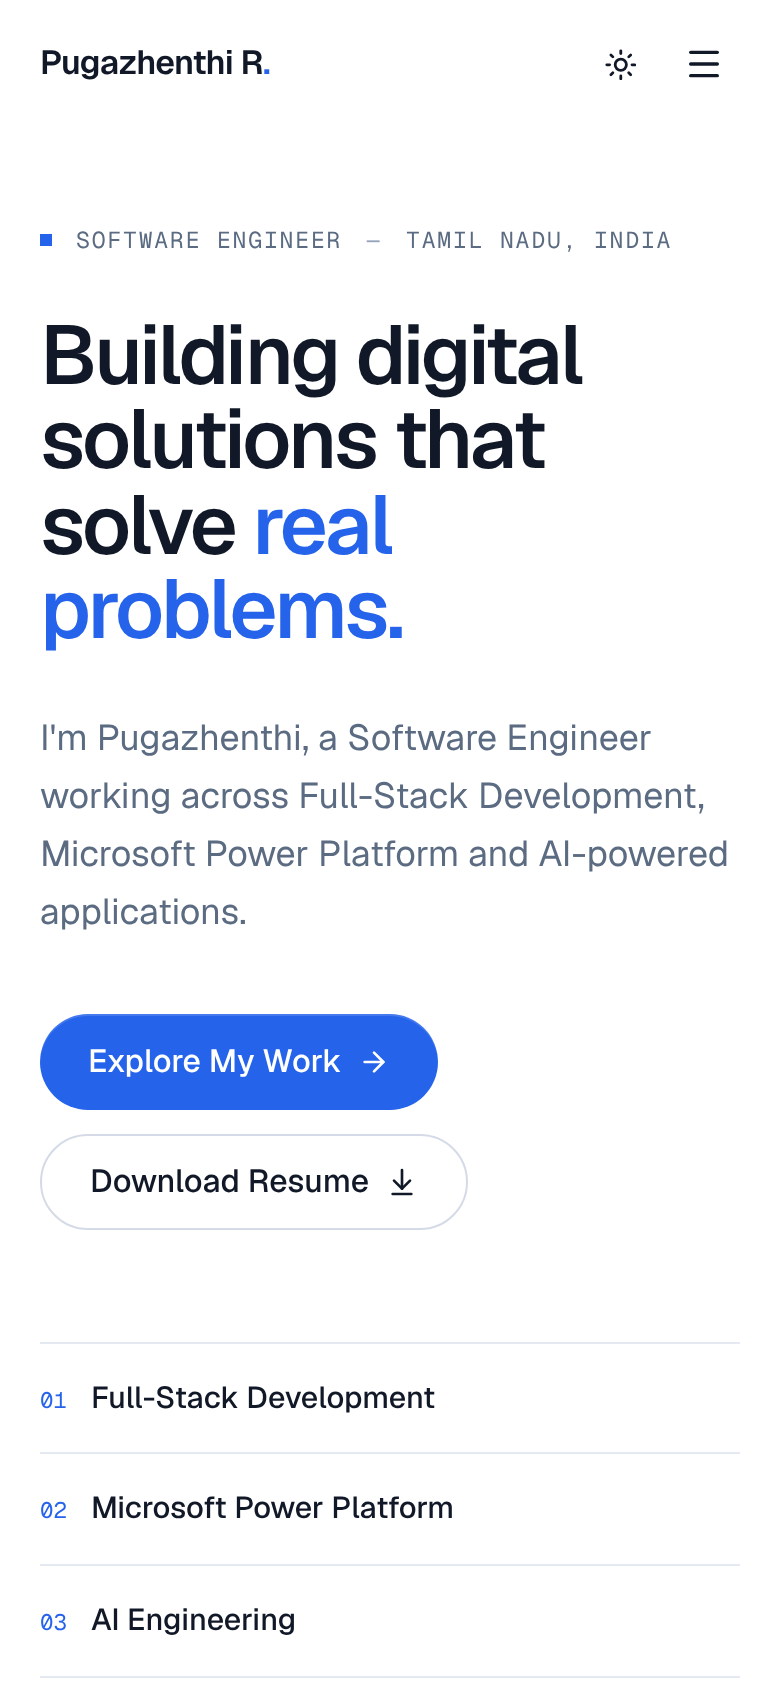 Pugazhenthi R.
SOFTWARE ENGINEER — TAMIL NADU, INDIA
Building digital
solutions that
solve real
problems.
I'm Pugazhenthi, a Software Engineer
working across Full-Stack Development,
Microsoft Power Platform and AI-powered
applications.
Explore My Work →
Download Resume
01 Full-Stack Development
02 Microsoft Power Platform
03 AI Engineering